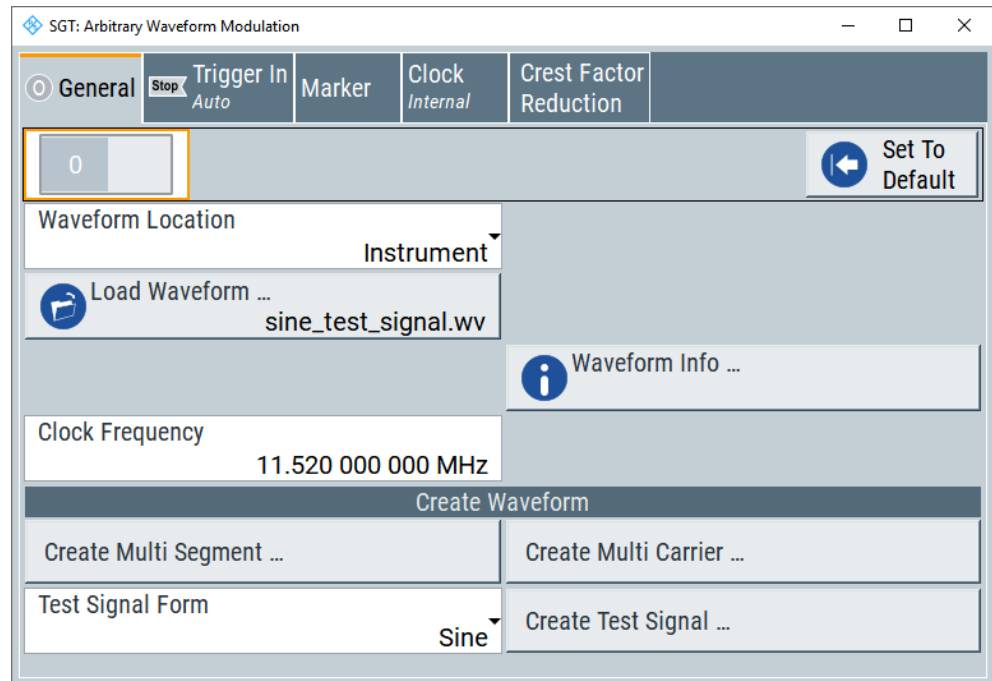 SGT: Arbitrary Waveform Modulation
0 General
Stop Trigger In
Auto
Marker
Clock
Internal
Crest Factor
Reduction
0
Set To
Default
Waveform Location
Instrument
Load Waveform ...
sine_test_signal.wv
Waveform Info ...
Clock Frequency
11.520 000 000 MHz
Create Waveform
Create Multi Segment ...
Create Multi Carrier ...
Test Signal Form
Sine
Create Test Signal ...